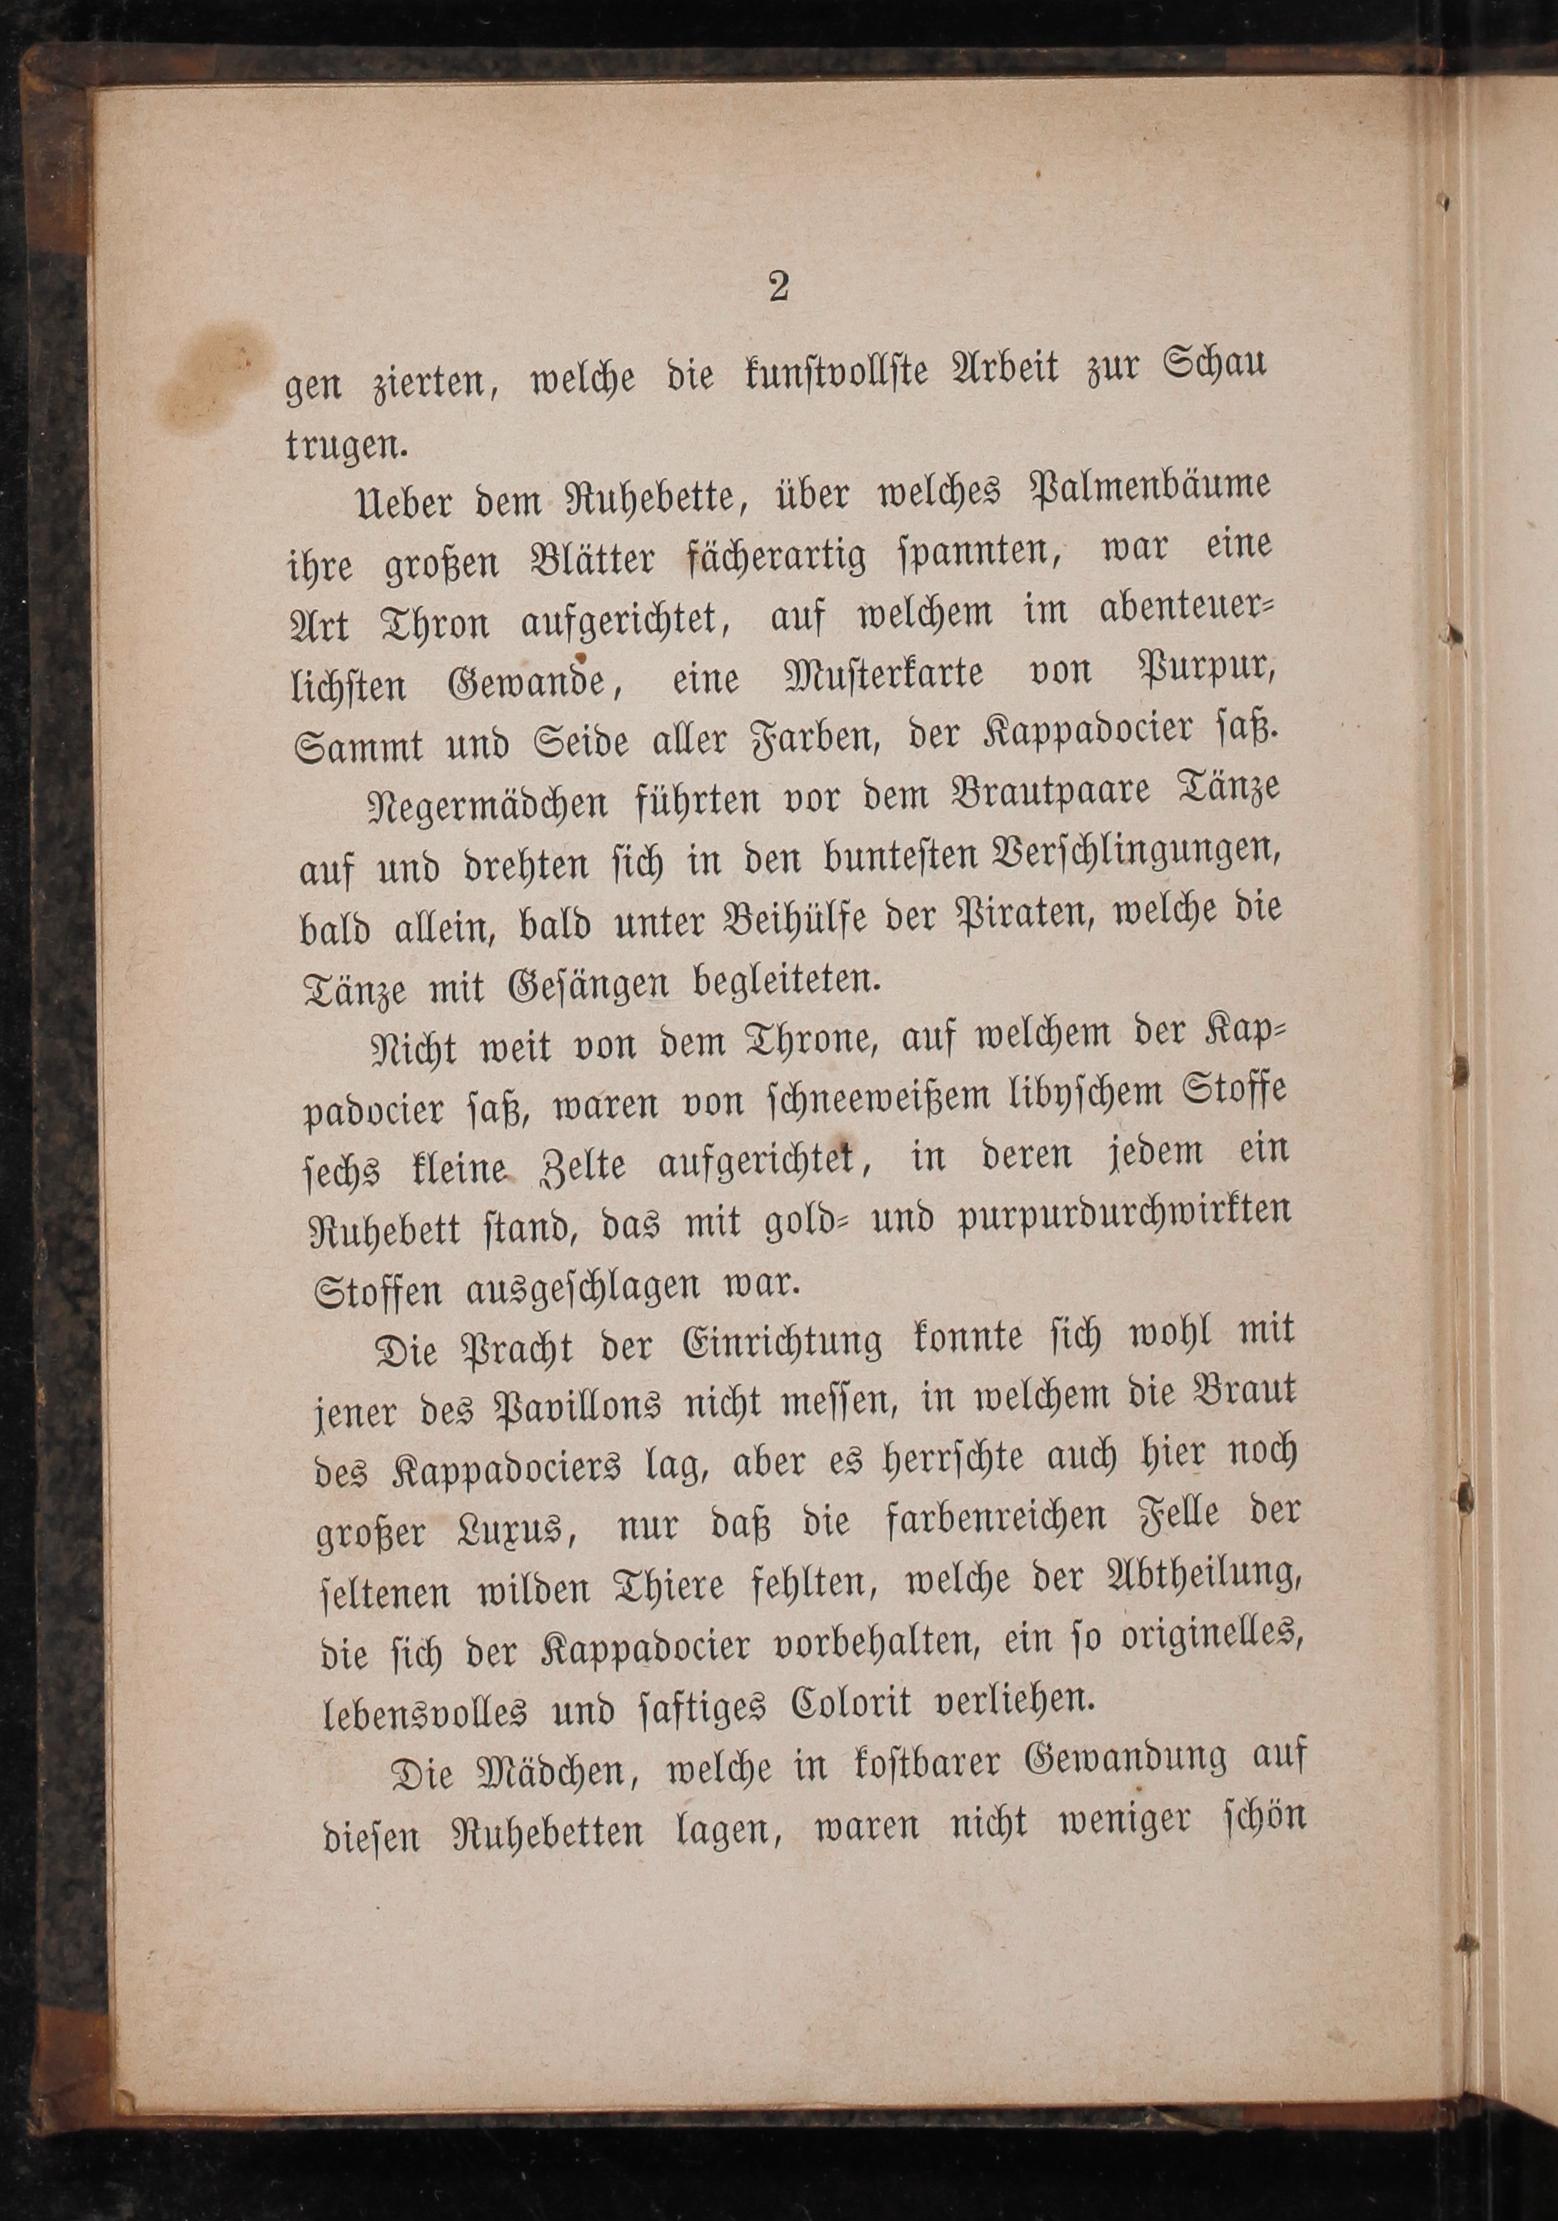 2
gen zierten, welche die kunſtvollſte Arbeit zur Schau
trugen.
Ueber dem Ruhebette, über welches Palmenbäume
ihre großen Blätter fächerartig ſpannten, war eine
Art Thron aufgerichtet, auf welchem im abenteuer⸗
lichſten Gewande, eine Muſterkarte von Purpur,
Sammt und Seide aller Farben, der Kappadocier ſaß.
Negermädchen führten vor dem Brautpaare Tänze
auf und drehten ſich in den bunteſten Verſchlingungen,
bald allein, bald unter Beihülfe der Piraten, welche die
Tänze mit Geſängen begleiteten.
Nicht weit von dem Throne, auf welchem der Kap⸗
padocier ſaß, waren von ſchneeweißem libyſchem Stoffe
ſechs kleine Zelte aufgerichtet, in deren jedem ein
Ruhebett ſtand, das mit gold⸗ und purpurdurchwirkten
Stoffen ausgeſchlagen war.
Die Pracht der Einrichtung konnte ſich wohl mit
jener des Pavillons nicht meſſen, in welchem die Braut
des Kappadociers lag, aber es herrſchte auch hier noch
großer Luxus, nur daß die farbenreichen Felle der
ſeltenen wilden Thiere fehlten, welche der Abtheilung,
die ſich der Kappadocier vorbehalten, ein ſo originelles,
lebensvolles und ſaftiges Colorit verliehen.
Die Mädchen, welche in koſtbarer Gewandung auf
dieſen Ruhebetten lagen, waren nicht weniger ſchön